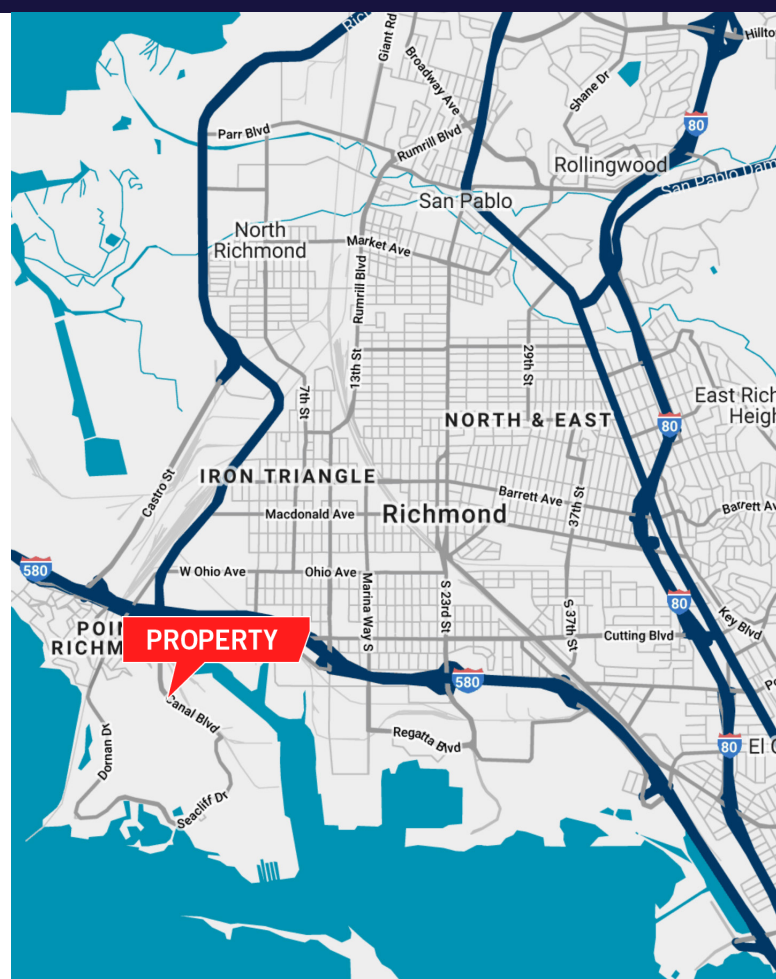 Rich
Giant Rd
Broadway Ave
Hillto
Shane Dr
80
Parr Blvd
Rumrill Blvd
Rollingwood
San Pablo Dam
San Pablo
North
Richmond
Market Ave
Rumrill Blvd
29th St
13th St
7th St
East Rich
Heigh
NORTH & EAST
80
IRON TRIANGLE
Castro St
Barrett Ave
37th St
Barrett Av
Macdonald Ave
Richmond
580
W Ohio Ave
Ohio Ave
Marina Way S
S 23rd St
S 37th St
80
Key Blvd
POIN
RICHM
PROPERTY
Cutting Blvd
580
Po
Canal Blvd
Regatta Blvd
Dornan Dr
80
El C
Seacliff Dr